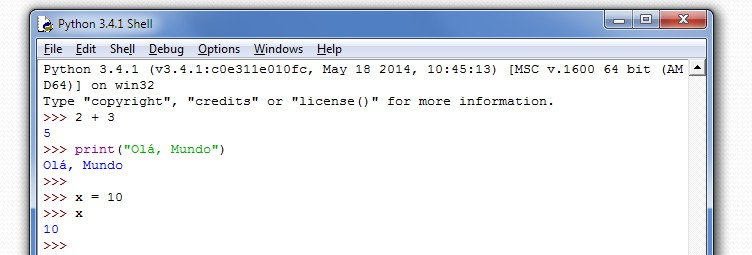 Python 3.4.1 Shell
File Edit Shell Debug Options Windows Help
Python 3.4.1 (v3.4.1:c0e311e010fc, May 18 2014, 10:45:13) [MSC v.1600 64 bit (AM
D64)] on win32
Type "copyright", "credits" or "license()" for more information.
>>> 2 + 3
5
>>> print("Olá, Mundo")
Olá, Mundo
>>>
>>> x = 10
>>> x
10
>>>